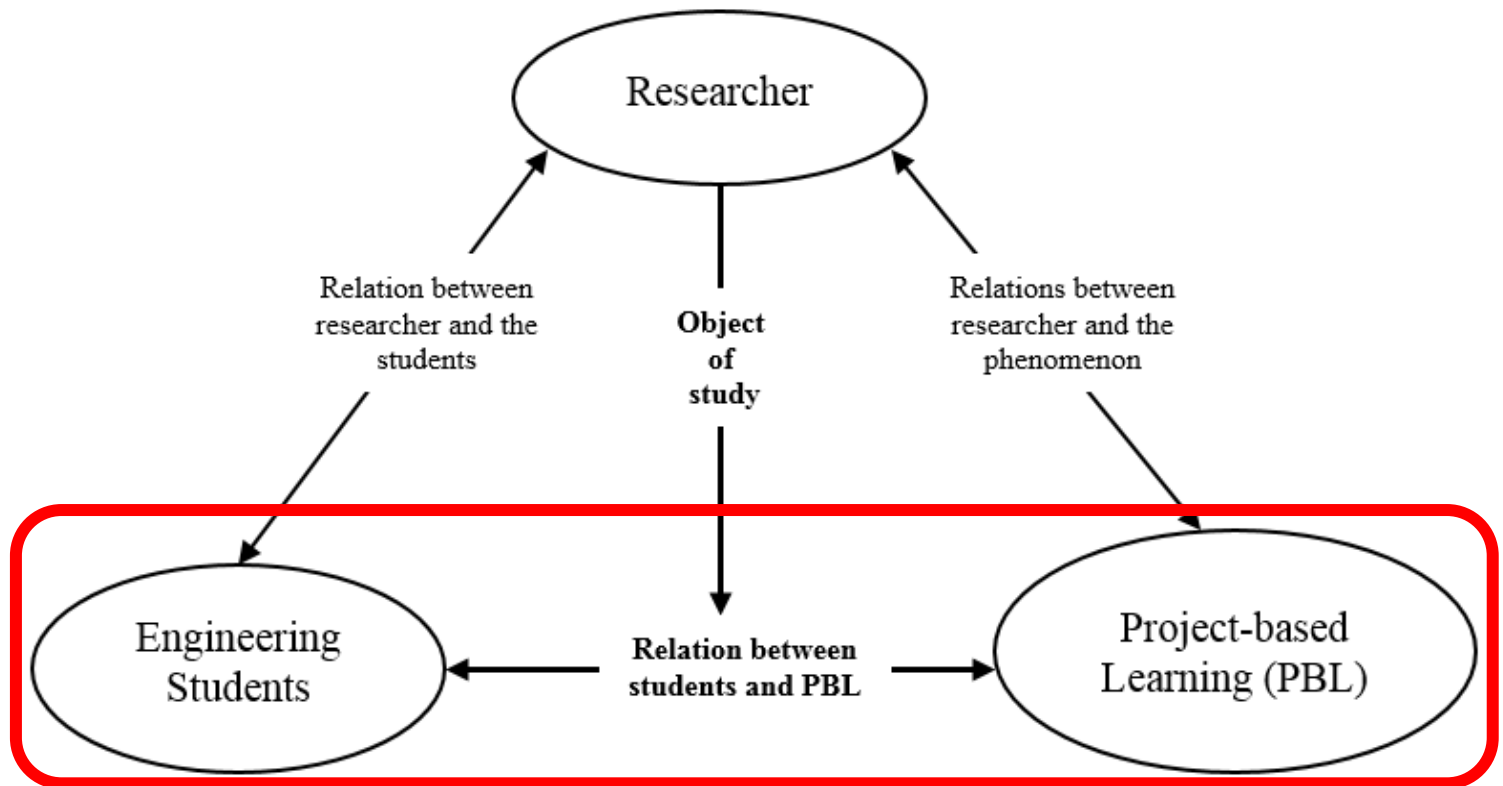 Researcher
Relation between
researcher and the
students
Object
of
study
Relations between
researcher and the
phenomenon
Engineering
Students
Relation between
students and PBL
Project-based
Learning (PBL)